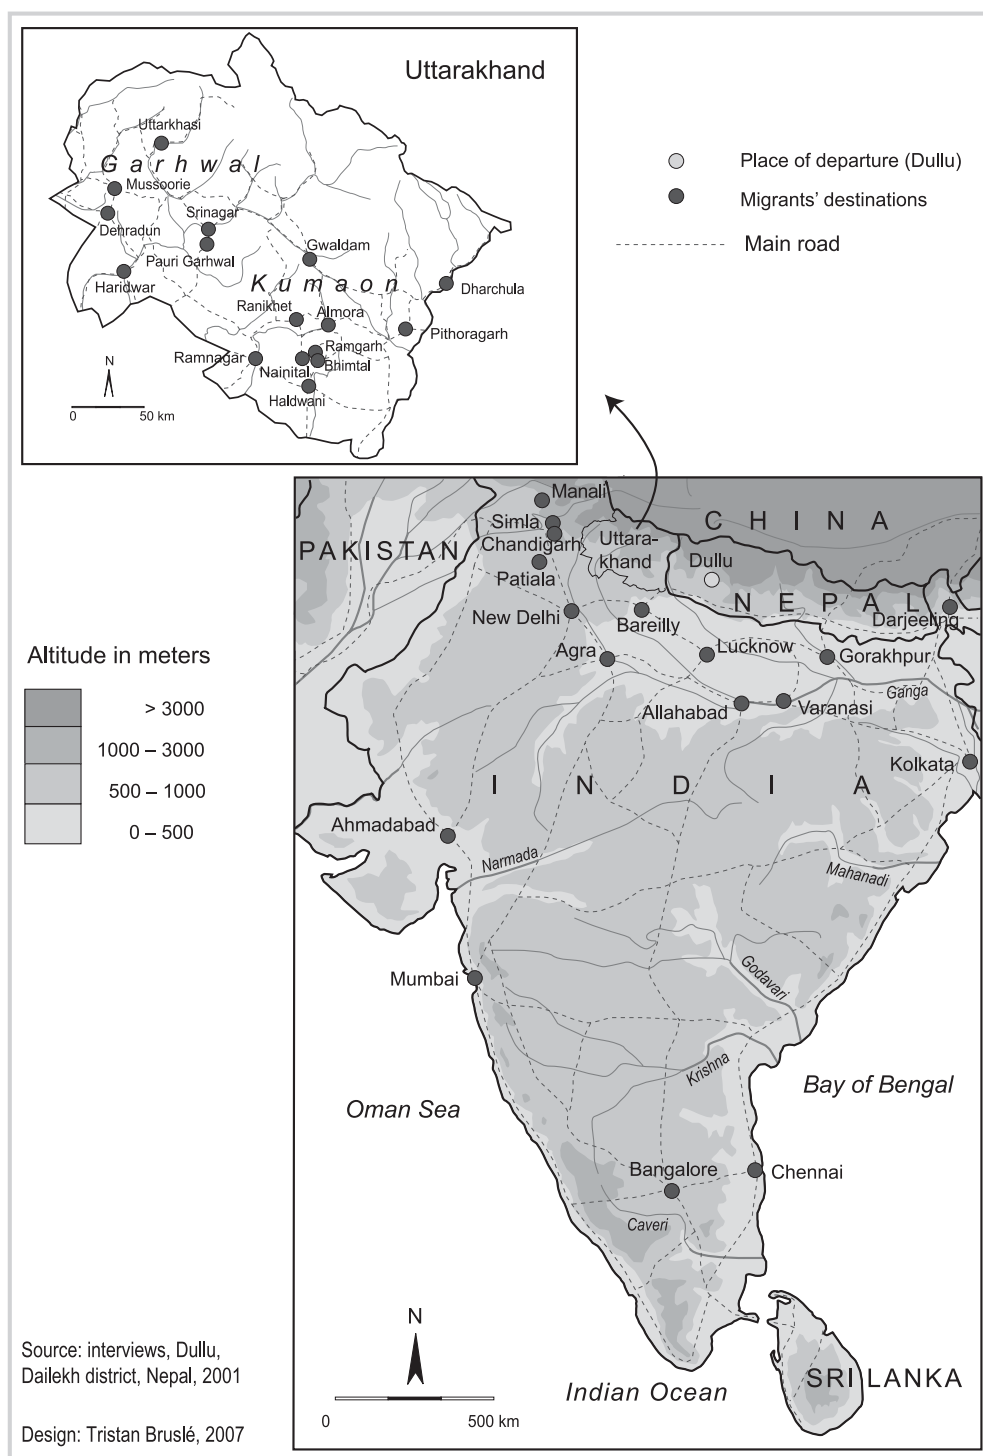 Uttarakhand
Uttarkhasi
Garhwal
Mussoorie
Srinagar
Dehradun
Pauri Garhwal
Gwaldam
Haridwar
Kumaon
Dharchula
Ranikhet
Almora
Pithoragarh
Ramgarh
Ramnagar
Nainital
Bhimtal
Haldwani
N
0 50 km
Place of departure (Dullu)
Migrants' destinations
Main road
Manali
CHINA
Simla
PAKISTAN
Chandigarh
Uttara-
khand
Dullu
Patiala
NEPAL
New Delhi
Bareilly
Darjeeling
Agra
Lucknow
Gorakhpur
Ganga
Allahabad
Varanasi
Kolkata
INDIA
Ahmadabad
Narmada
Mahanadi
Mumbai
Godavari
Krishna
Bay of Bengal
Oman Sea
Bangalore
Chennai
Caveri
N
SRI LANKA
Indian Ocean
0 500 km
Altitude in meters
> 3000
1000 – 3000
500 – 1000
0 – 500
Source: interviews, Dullu,
Dailekh district, Nepal, 2001
Design: Tristan Bruslé, 2007